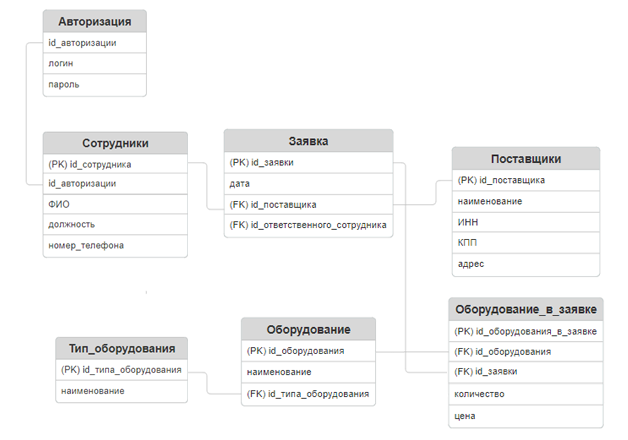 Авторизация
id_авторизации
логин
пароль
Сотрудники
(PK) id_сотрудника
id_авторизации
ФИО
должность
номер_телефона
Заявка
(PK) id_заявки
дата
(FK) id_поставщика
(FK) id_ответственного_сотрудника
Поставщики
(PK) id_поставщика
наименование
ИНН
КПП
адрес
Тип_оборудования
(PK) id_типа_оборудования
наименование
Оборудование
(PK) id_оборудования
наименование
(FK) id_типа_оборудования
Оборудование_в_заявке
(PK) id_оборудования_в_заявке
(FK) id_оборудования
(FK) id_заявки
количество
цена